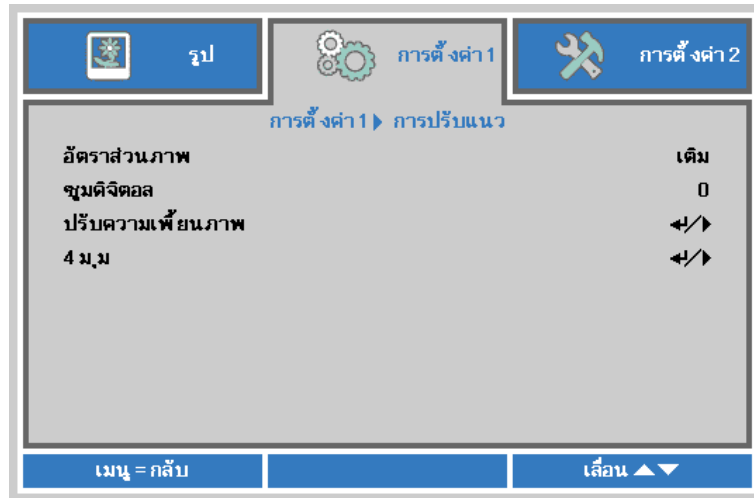 รูป
การตั้งค่า 1
การตั้งค่า 2
การตั้งค่า 1 ▶ การปรับแนว
อัตราส่วนภาพ เติม
ซูมดิจิตอล 0
ปรับความเพี้ยนภาพ ↵/▶
4 มุม ↵/▶
เมนู = กลับ
เลื่อน ▲▼